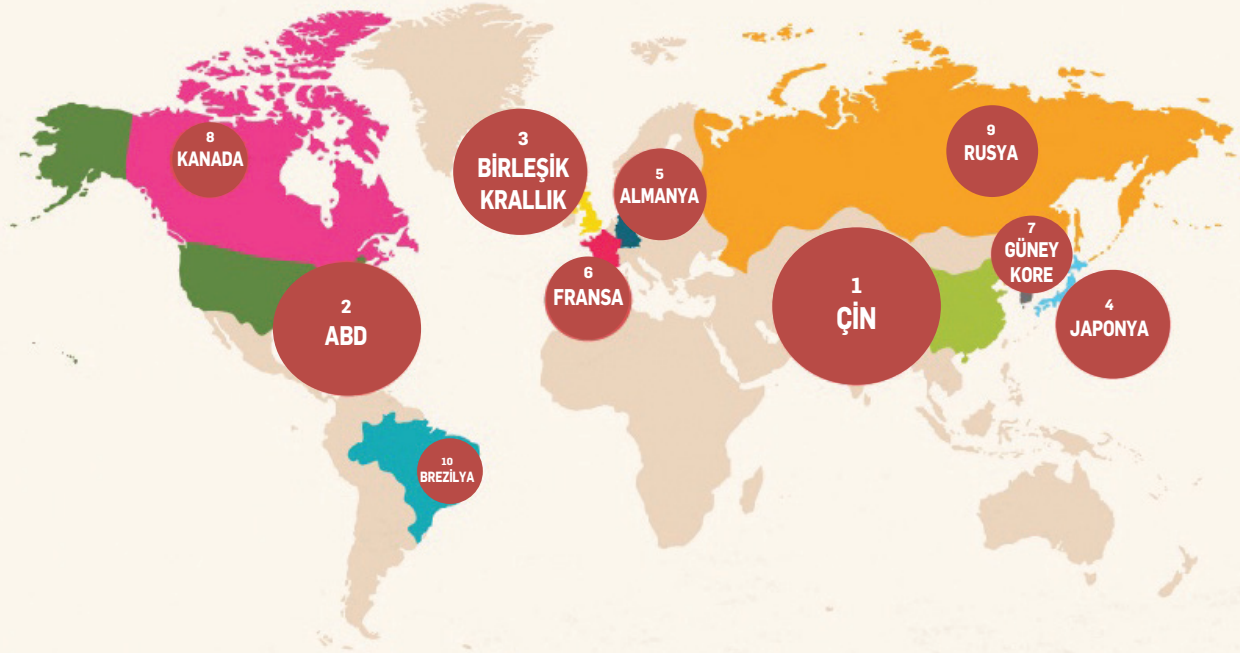 8
KANADA
3
BİRLEŞİK
KRALLIK
5
ALMANYA
9
RUSYA
7
GÜNEY
KORE
6
FRANSA
1
ÇİN
2
ABD
4
JAPONYA
10
BREZİLYA